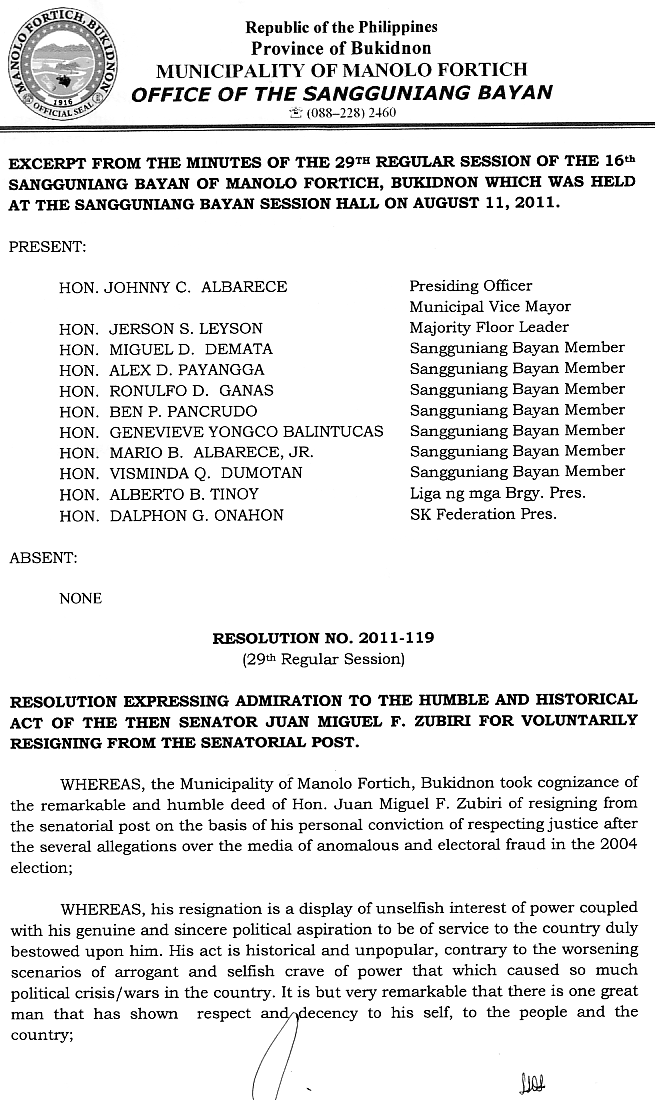 MANOLO FORTICH, BUKIDNON
1916
OFFICIAL SEAL
Republic of the Philippines
Province of Bukidnon
MUNICIPALITY OF MANOLO FORTICH
OFFICE OF THE SANGGUNIANG BAYAN
☏ (088–228) 2460
EXCERPT FROM THE MINUTES OF THE 29TH REGULAR SESSION OF THE 16th
SANGGUNIANG BAYAN OF MANOLO FORTICH, BUKIDNON WHICH WAS HELD
AT THE SANGGUNIANG BAYAN SESSION HALL ON AUGUST 11, 2011.
PRESENT:
HON. JOHNNY C. ALBARECE Presiding Officer
Municipal Vice Mayor
HON. JERSON S. LEYSON Majority Floor Leader
HON. MIGUEL D. DEMATA Sangguniang Bayan Member
HON. ALEX D. PAYANGGA Sangguniang Bayan Member
HON. RONULFO D. GANAS Sangguniang Bayan Member
HON. BEN P. PANCRUDO Sangguniang Bayan Member
HON. GENEVIEVE YONGCO BALINTUCAS Sangguniang Bayan Member
HON. MARIO B. ALBARECE, JR. Sangguniang Bayan Member
HON. VISMINDA Q. DUMOTAN Sangguniang Bayan Member
HON. ALBERTO B. TINOY Liga ng mga Brgy. Pres.
HON. DALPHON G. ONAHON SK Federation Pres.
ABSENT:
NONE
RESOLUTION NO. 2011-119
(29th Regular Session)
RESOLUTION EXPRESSING ADMIRATION TO THE HUMBLE AND HISTORICAL
ACT OF THE THEN SENATOR JUAN MIGUEL F. ZUBIRI FOR VOLUNTARILY
RESIGNING FROM THE SENATORIAL POST.
WHEREAS, the Municipality of Manolo Fortich, Bukidnon took cognizance of
the remarkable and humble deed of Hon. Juan Miguel F. Zubiri of resigning from
the senatorial post on the basis of his personal conviction of respecting justice after
the several allegations over the media of anomalous and electoral fraud in the 2004
election;
WHEREAS, his resignation is a display of unselfish interest of power coupled
with his genuine and sincere political aspiration to be of service to the country duly
bestowed upon him. His act is historical and unpopular, contrary to the worsening
scenarios of arrogant and selfish crave of power that which caused so much
political crisis/wars in the country. It is but very remarkable that there is one great
man that has shown respect and decency to his self, to the people and the
country;